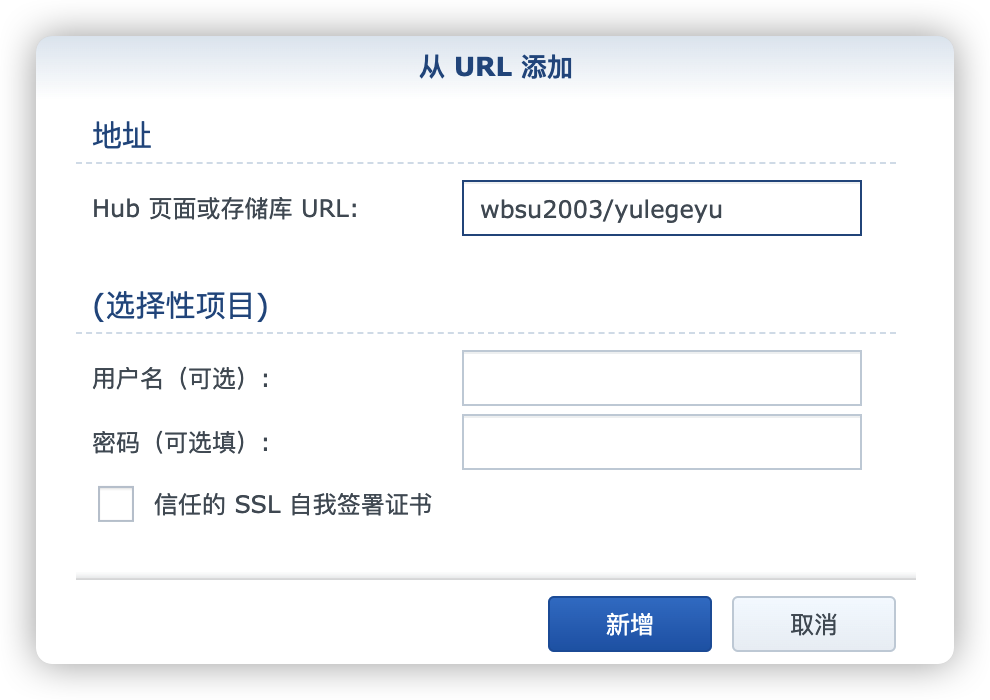 从 URL 添加
地址
Hub 页面或存储库 URL: wbsu2003/yulegeyu
(选择性项目)
用户名（可选）:
密码（可选填）:
信任的 SSL 自我签署证书
新增 取消